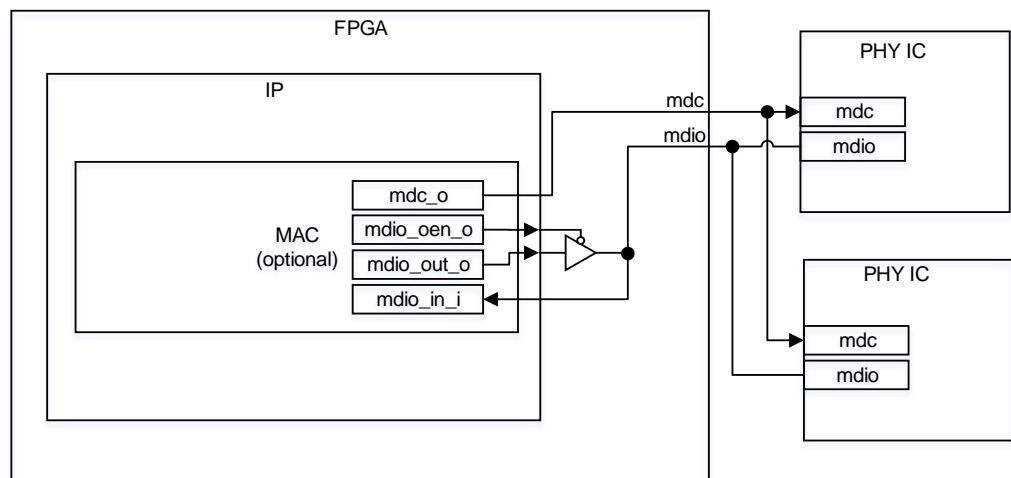 FPGA
PHY IC
IP
mdc
mdc
mdio
mdio
mdc_o
mdio_oen_o
MAC
(optional)
mdio_out_o
mdio_in_i
PHY IC
mdc
mdio